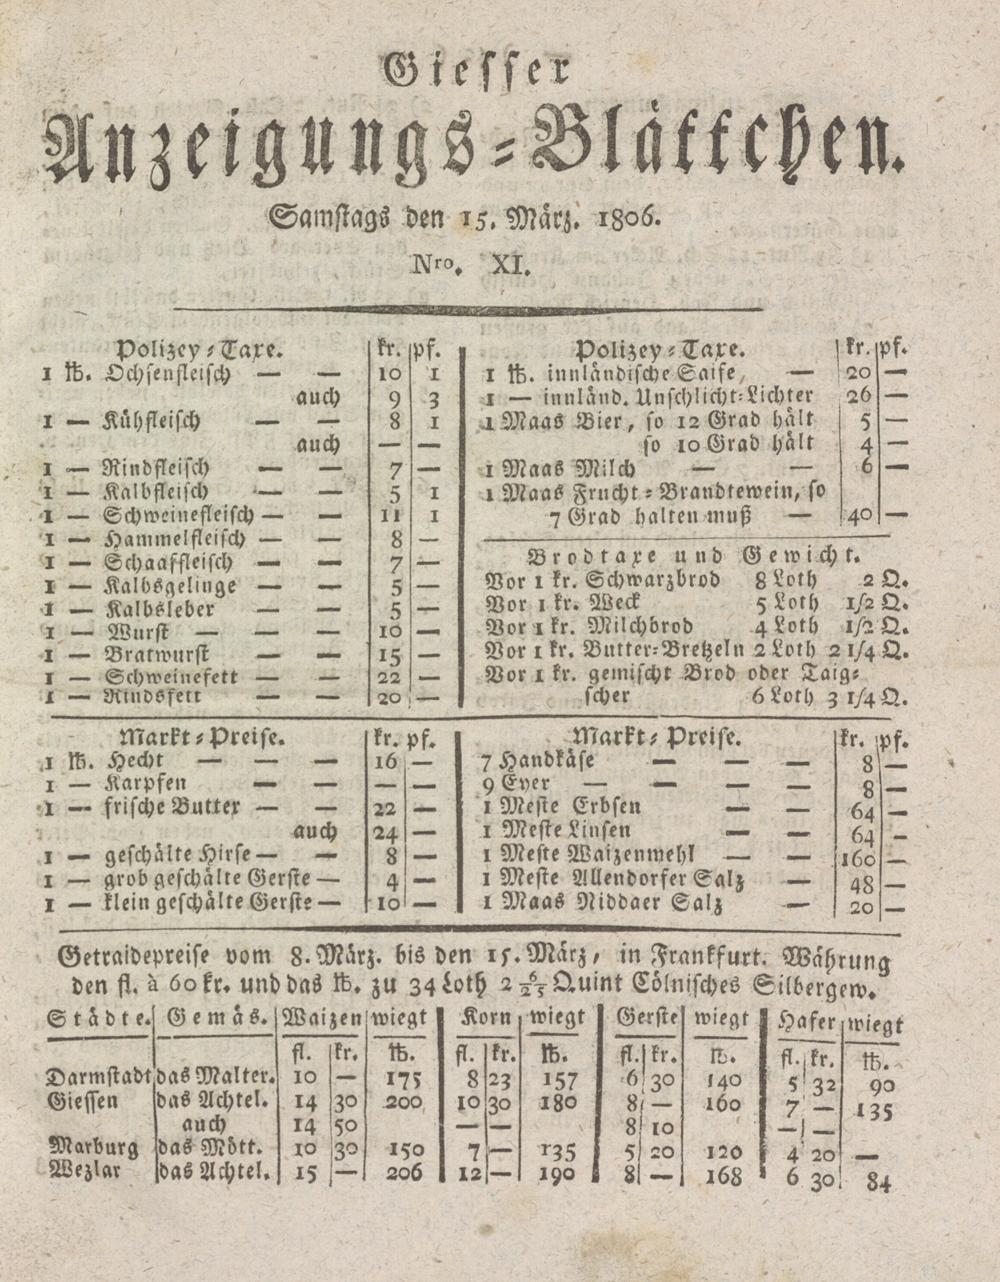 Giesser
Anzeigungs-Blättchen.
Samstags den 15. März. 1806.
Nro. XI.
Polizey-Taxe. kr. pf.
1 ℔. Ochsenfleisch — — 10 1
auch 9 3
1 — Kühfleisch — — 8 1
auch — —
1 — Rindfleisch — — 7 —
1 — Kalbfleisch — — 5 1
1 — Schweinefleisch — — 11 1
1 — Hammelfleisch — — 8 —
1 — Schaaffleisch — — 7 —
1 — Kalbsgelinge — — 5 —
1 — Kalbsleber — — 5 —
1 — Wurst — — — 10 —
1 — Bratwurst — — 15 —
1 — Schweinefett — — 22 —
1 — Rindsfett — — 20 —
Polizey-Taxe. kr. pf.
1 ℔. innländische Saife, — 20 —
1 — innländ. Unschlicht-Lichter 26 —
1 Maas Bier, so 12 Grad hält 5 —
so 10 Grad hält 4 —
1 Maas Milch — — 6 —
1 Maas Frucht-Brandtewein, so
7 Grad halten muß — 40 —
Brodtaxe und Gewicht.
Vor 1 kr. Schwarzbrod 8 Loth 2 Q.
Vor 1 kr. Weck 5 Loth 1/2 Q.
Vor 1 kr. Milchbrod 4 Loth 1/2 Q.
Vor 1 kr. Butter-Bretzeln 2 Loth 2 1/4 Q.
Vor 1 kr. gemischt Brod oder Taig-
scher 6 Loth 3 1/4 Q.
Markt-Preise. kr. pf.
1 ℔. Hecht — — — 16 —
1 — Karpfen — — — —
1 — frische Butter — — 22 —
auch 24 —
1 — geschälte Hirse — — 8 —
1 — grob geschälte Gerste — 4 —
1 — klein geschälte Gerste — 10 —
Markt-Preise. kr. pf.
7 Handkäse — — — 8 —
9 Eyer — — — 8 —
1 Meste Erbsen — — 64 —
1 Meste Linsen — — 64 —
1 Meste Waizenmehl — — 160 —
1 Meste Allendorfer Salz — 48 —
1 Maas Niddaer Salz — 20 —
Getraidepreise vom 8. März. bis den 15. März, in Frankfurt. Währung
den fl. à 60 kr. und das ℔. zu 34 Loth 2 6/25 Quint Cölnisches Silbergew.
Städte. Gemäs. Waizen wiegt Korn wiegt Gerste wiegt Hafer wiegt
fl. kr. ℔. fl. kr. ℔. fl. kr. ℔. fl. kr. ℔.
Darmstadt das Malter. 10 — 175 8 23 157 6 30 140 5 32 90
Giessen das Achtel. 14 30 200 10 30 180 8 — 160 7 — 135
auch 14 50 — — 8 10 — —
Marburg das Mött. 10 30 150 7 — 135 5 20 120 4 20 —
Wezlar das Achtel. 15 — 206 12 — 190 8 — 168 6 30 84